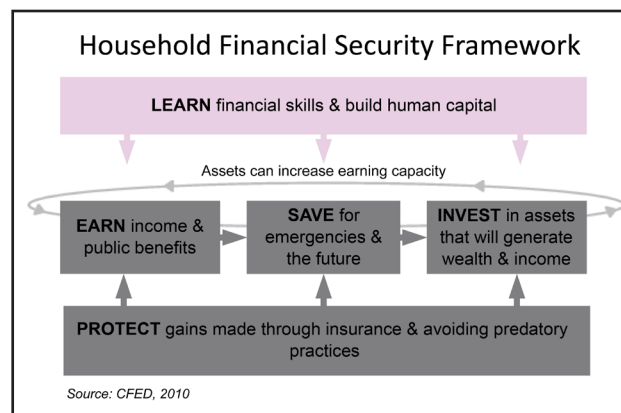 Household Financial Security Framework
LEARN financial skills & build human capital
Assets can increase earning capacity
EARN income &
public benefits
SAVE for
emergencies &
the future
INVEST in assets
that will generate
wealth & income
PROTECT gains made through insurance & avoiding predatory
practices
Source: CFED, 2010